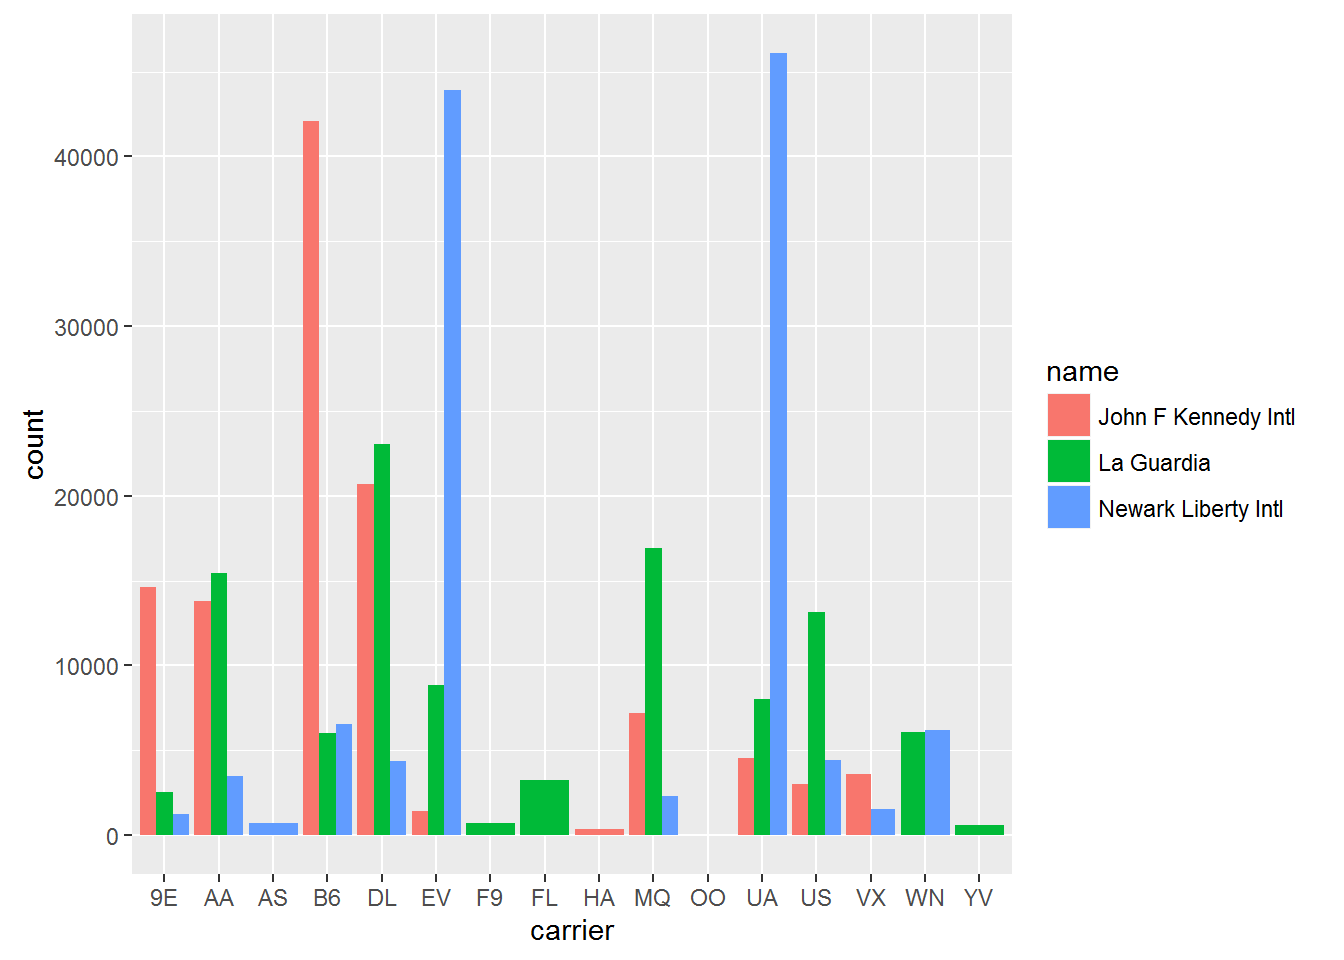 40000
30000
20000
10000
0
count
9E AA AS B6 DL EV F9 FL HA MQ OO UA US VX WN YV
carrier
name
John F Kennedy Intl
La Guardia
Newark Liberty Intl